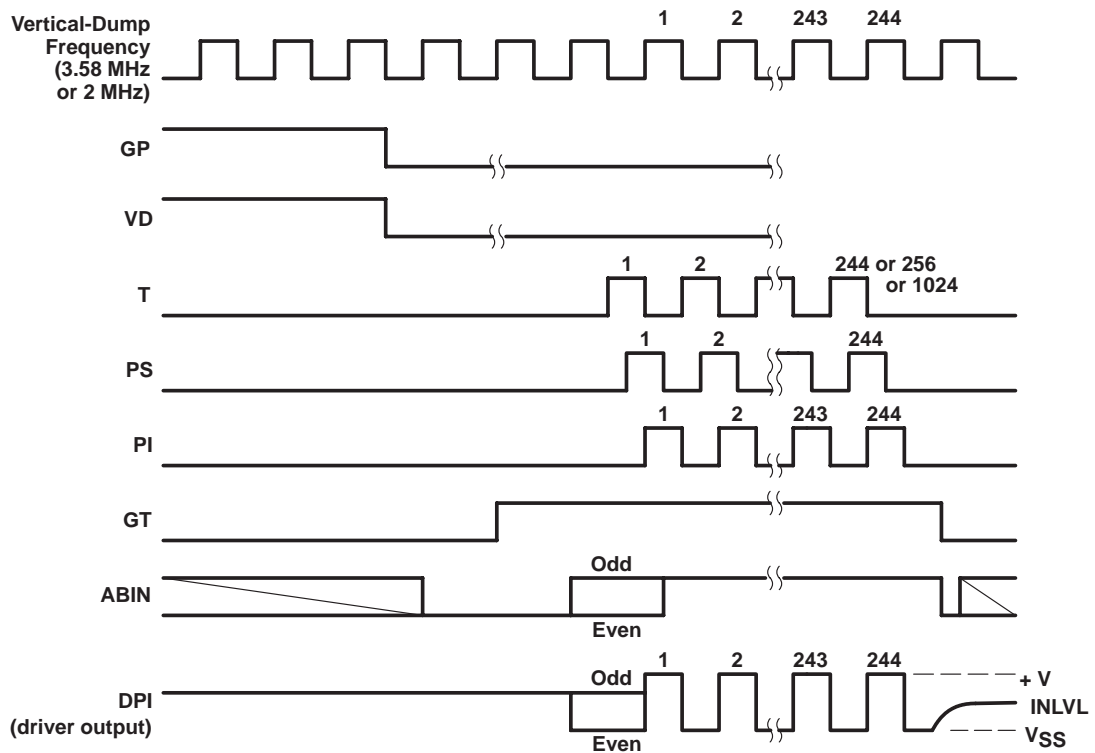 1 2 243 244
Vertical-Dump
Frequency
(3.58 MHz
or 2 MHz)
GP
VD
1 2 244 or 256
or 1024
T
1 2 244
PS
1 2 243 244
PI
GT
Odd
ABIN
Even
1 2 243 244
Odd
+ V
DPI
INLVL
(driver output)
VSS
Even